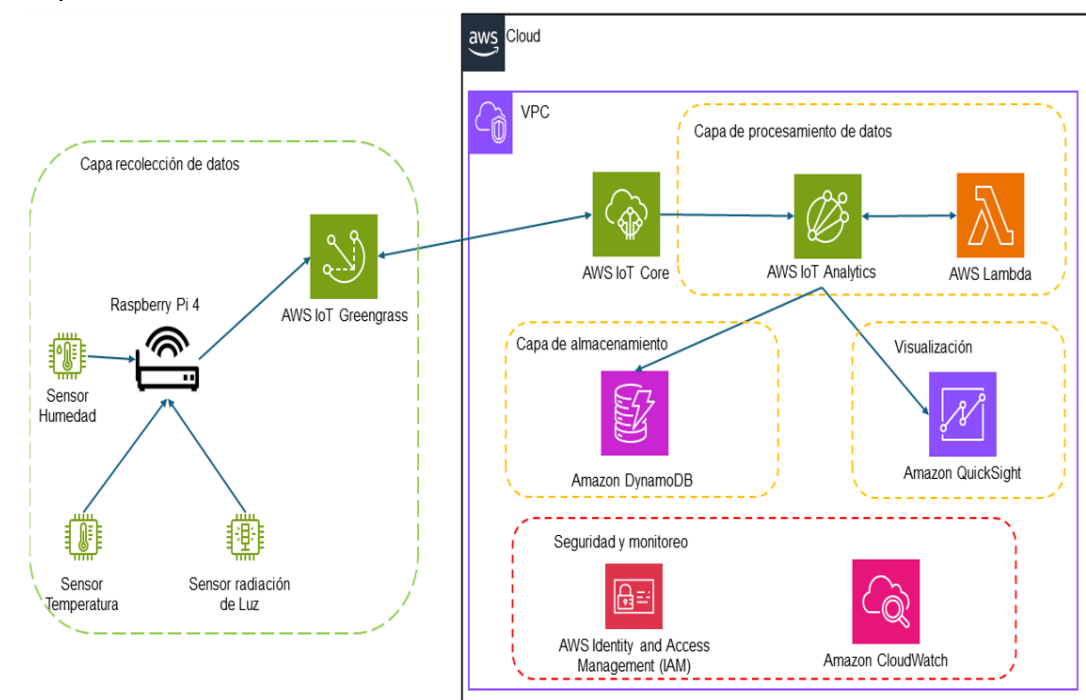 aws
Cloud
VPC
Capa de procesamiento de datos
Capa recolección de datos
AWS IoT Core
AWS IoT Analytics
AWS Lambda
AWS IoT Greengrass
Raspberry Pi 4
Sensor
Humedad
Capa de almacenamiento
Visualización
Amazon DynamoDB
Amazon QuickSight
Sensor
Temperatura
Sensor radiación
de Luz
Seguridad y monitoreo
AWS Identity and Access
Management (IAM)
Amazon CloudWatch